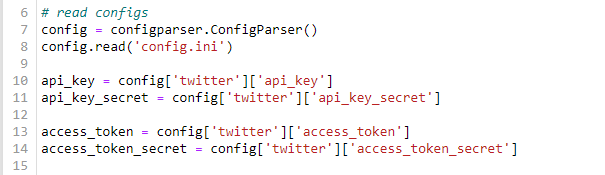 6 # read configs
7 config = configparser.ConfigParser()
8 config.read('config.ini')
9
10 api_key = config['twitter']['api_key']
11 api_key_secret = config['twitter']['api_key_secret']
12
13 access_token = config['twitter']['access_token']
14 access_token_secret = config['twitter']['access_token_secret']
15